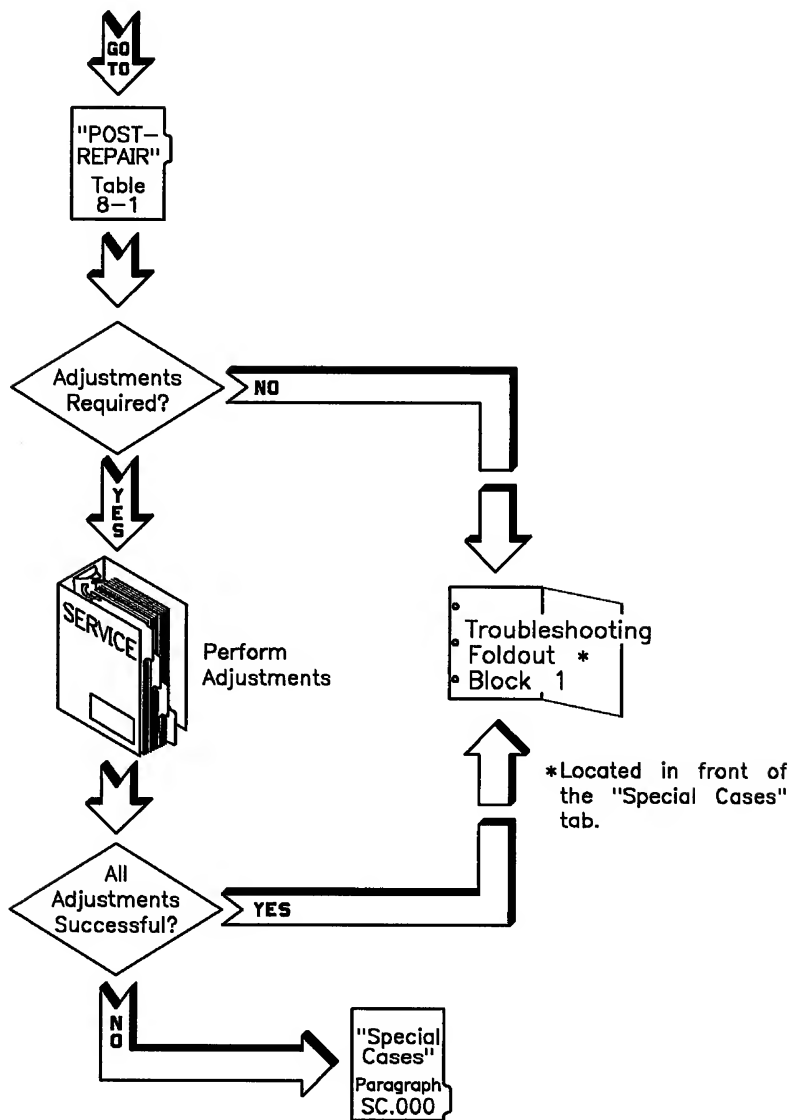 GO
TO
"POST-
REPAIR"
Table
8-1
Adjustments
Required?
NO
YES
SERVICE
Perform
Adjustments
Troubleshooting
Foldout *
Block 1
*Located in front of
the "Special Cases"
tab.
All
Adjustments
Successful?
YES
NO
"Special
Cases"
Paragraph
SC.000